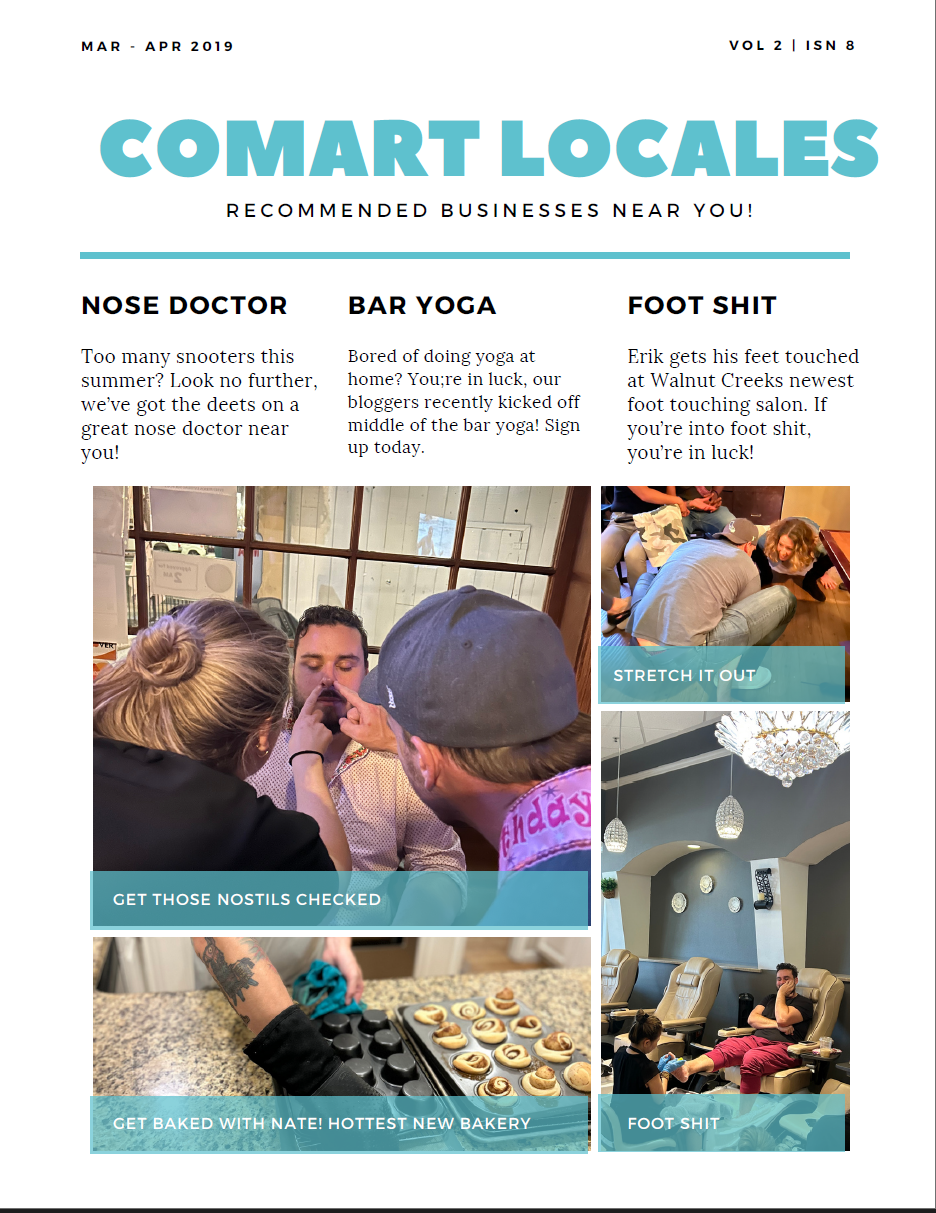 MAR - APR 2019
VOL 2 | ISN 8
COMART LOCALES
RECOMMENDED BUSINESSES NEAR YOU!
NOSE DOCTOR
Too many snooters this
summer? Look no further,
we've got the deets on a
great nose doctor near
you!
BAR YOGA
Bored of doing yoga at
home? You;re in luck, our
bloggers recently kicked off
middle of the bar yoga! Sign
up today.
FOOT SHIT
Erik gets his feet touched
at Walnut Creeks newest
foot touching salon. If
you're into foot shit,
you're in luck!
thday
GET THOSE NOSTILS CHECKED
STRETCH IT OUT
GET BAKED WITH NATE! HOTTEST NEW BAKERY
FOOT SHIT